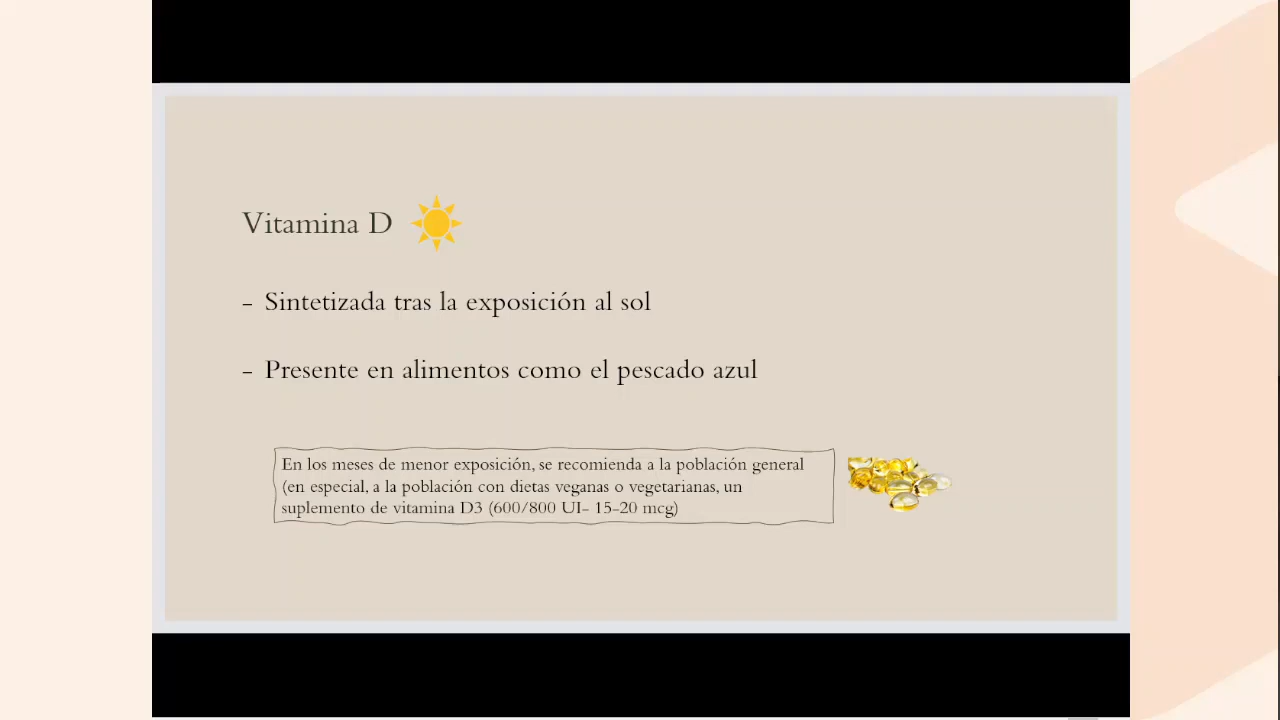 Vitamina D
- Sintetizada tras la exposición al sol
- Presente en alimentos como el pescado azul
En los meses de menor exposición, se recomienda a la población general
(en especial, a la población con dietas veganas o vegetarianas, un
suplemento de vitamina D3 (600/800 UI- 15-20 mcg)